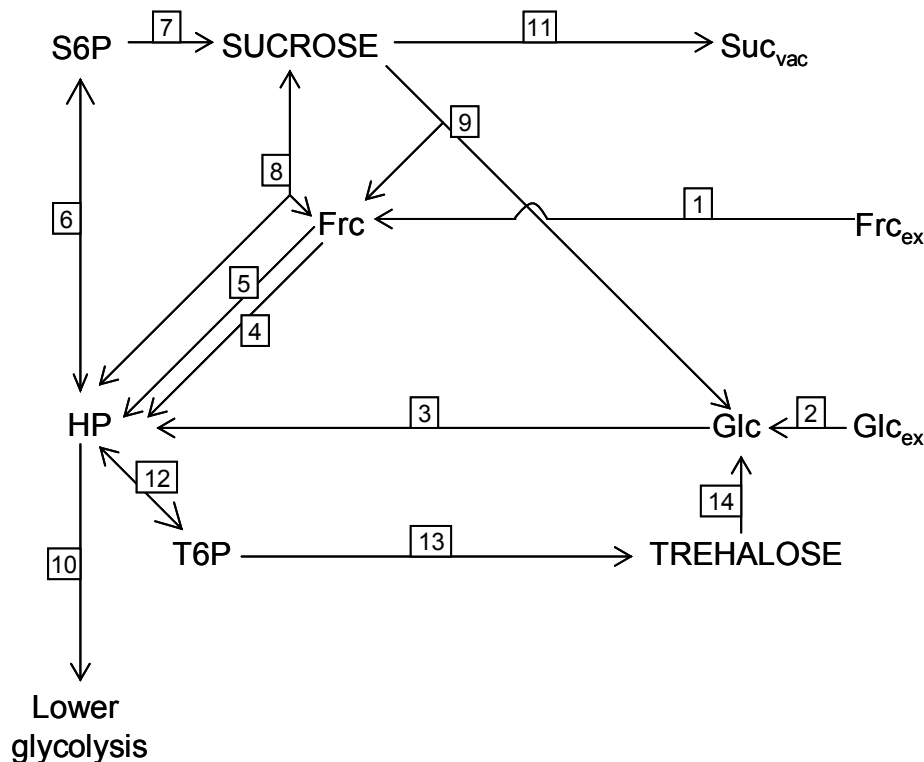 7
11
S6P
SUCROSE
Suc_vac
9
8
6
1
Frc
Frc_ex
5
4
3
2
HP
Glc
Glc_ex
12
14
13
T6P
TREHALOSE
10
Lower
glycolysis